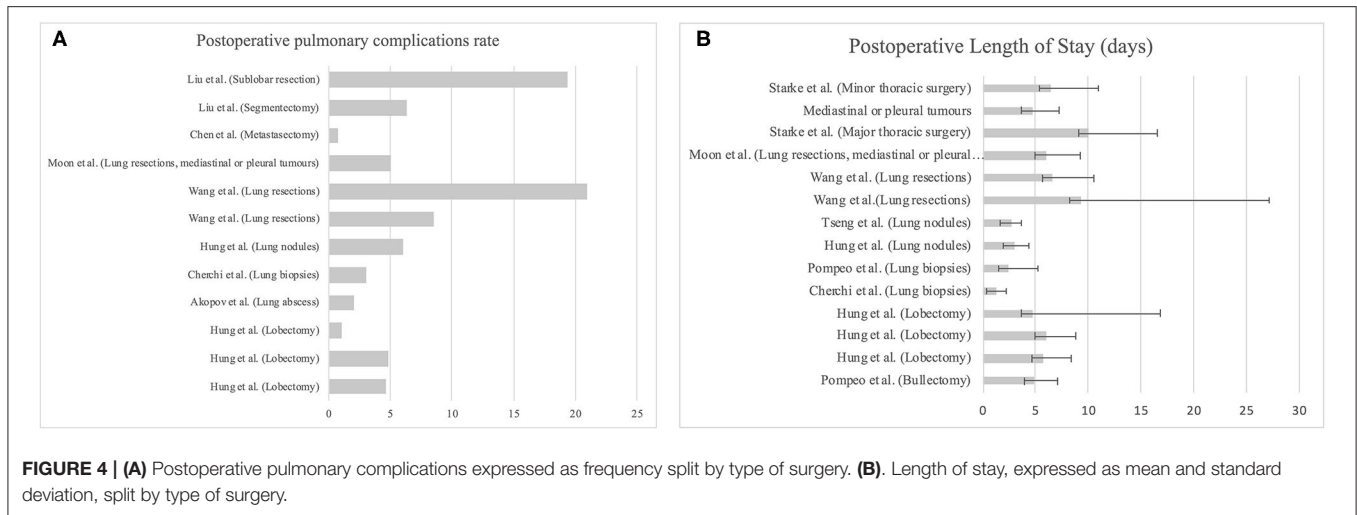 A
Postoperative pulmonary complications rate
Liu et al. (Sublobar resection)
Liu et al. (Segmentectomy)
Chen et al. (Metastasectomy)
Moon et al. (Lung resections, mediastinal or pleural tumours)
Wang et al. (Lung resections)
Wang et al. (Lung resections)
Hung et al. (Lung nodules)
Cherchi et al. (Lung biopsies)
Akopov et al. (Lung abscess)
Hung et al. (Lobectomy)
Hung et al. (Lobectomy)
Hung et al. (Lobectomy)
0 5 10 15 20 25
B
Postoperative Length of Stay (days)
Starke et al. (Minor thoracic surgery)
Mediastinal or pleural tumours
Starke et al. (Major thoracic surgery)
Moon et al. (Lung resections, mediastinal or pleural…
Wang et al. (Lung resections)
Wang et al.(Lung resections)
Tseng et al. (Lung nodules)
Hung et al. (Lung nodules)
Pompeo et al. (Lung biopsies)
Cherchi et al. (Lung biopsies)
Hung et al. (Lobectomy)
Hung et al. (Lobectomy)
Hung et al. (Lobectomy)
Pompeo et al. (Bullectomy)
0 5 10 15 20 25 30
FIGURE 4 | (A) Postoperative pulmonary complications expressed as frequency split by type of surgery. (B). Length of stay, expressed as mean and standard
deviation, split by type of surgery.